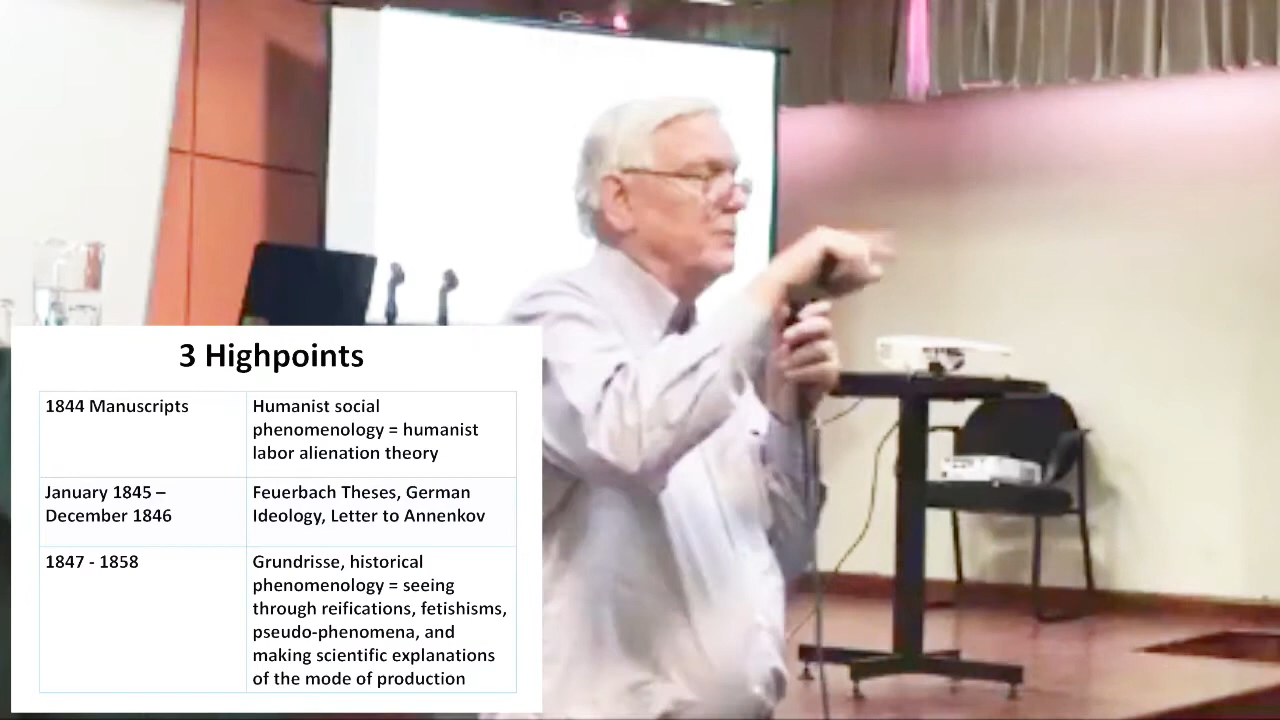 3 Highpoints
1844 Manuscripts
Humanist social
phenomenology = humanist
labor alienation theory
January 1845 –
December 1846
Feuerbach Theses, German
Ideology, Letter to Annenkov
1847 - 1858
Grundrisse, historical
phenomenology = seeing
through reifications, fetishisms,
pseudo-phenomena, and
making scientific explanations
of the mode of production